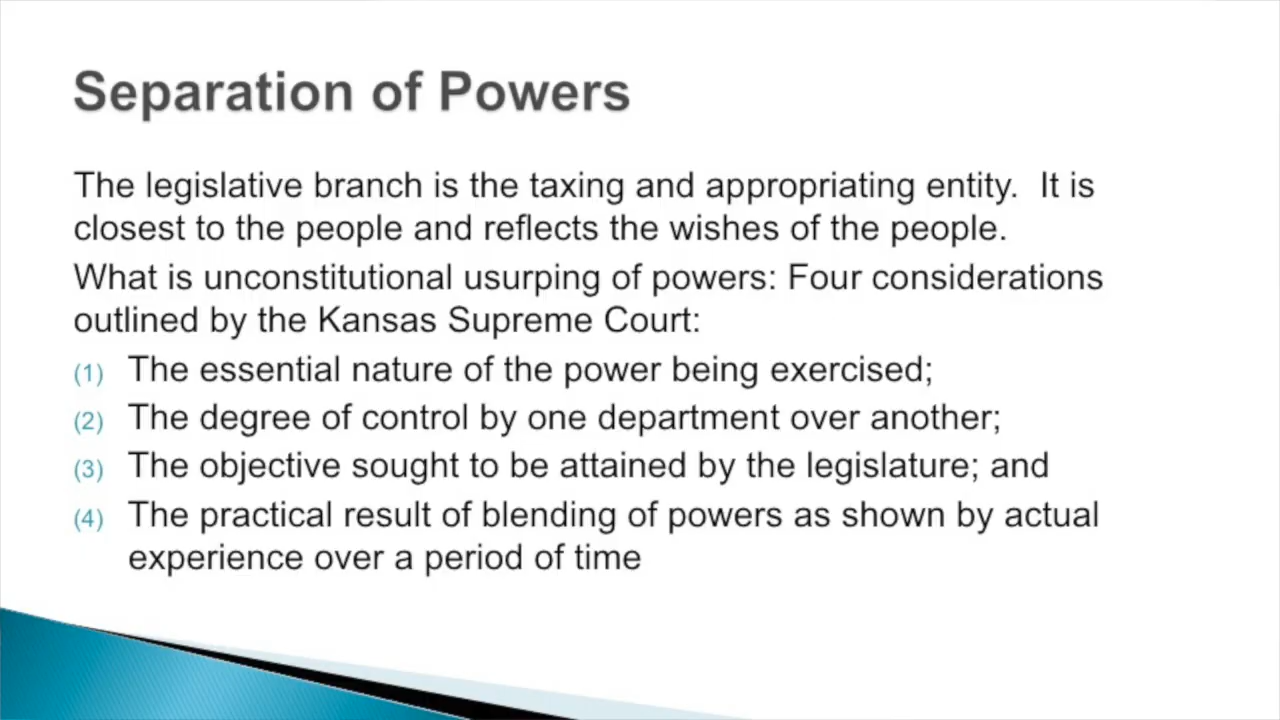 Separation of Powers
The legislative branch is the taxing and appropriating entity.  It is
closest to the people and reflects the wishes of the people.
What is unconstitutional usurping of powers: Four considerations
outlined by the Kansas Supreme Court:
(1) The essential nature of the power being exercised;
(2) The degree of control by one department over another;
(3) The objective sought to be attained by the legislature; and
(4) The practical result of blending of powers as shown by actual
experience over a period of time